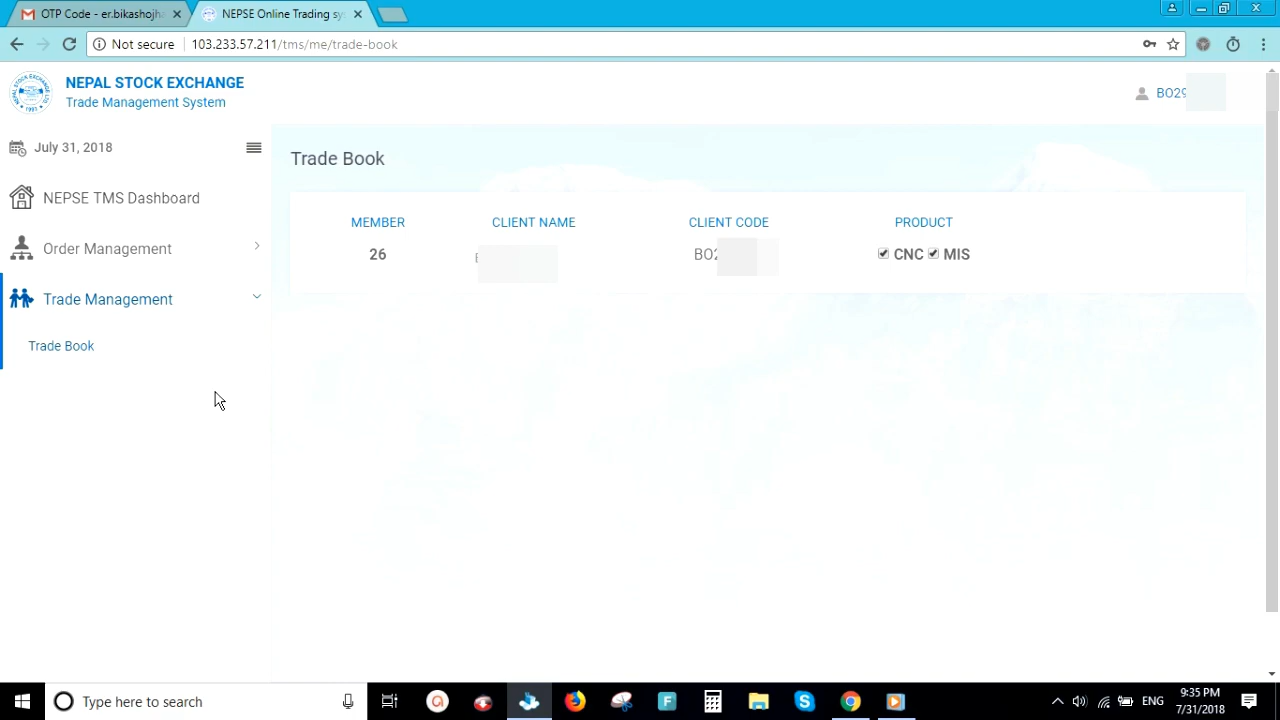 OTP Code - er.bikashojha
NEPSE Online Trading sy
Not secure
103.233.57.211/tms/me/trade-book
NEPAL STOCK EXCHANGE
Trade Management System
BO29
July 31, 2018
Trade Book
NEPSE TMS Dashboard
MEMBER
CLIENT NAME
CLIENT CODE
PRODUCT
Order Management
26
BO2
CNC
MIS
Trade Management
Trade Book
Type here to search
ENG
9:35 PM
7/31/2018